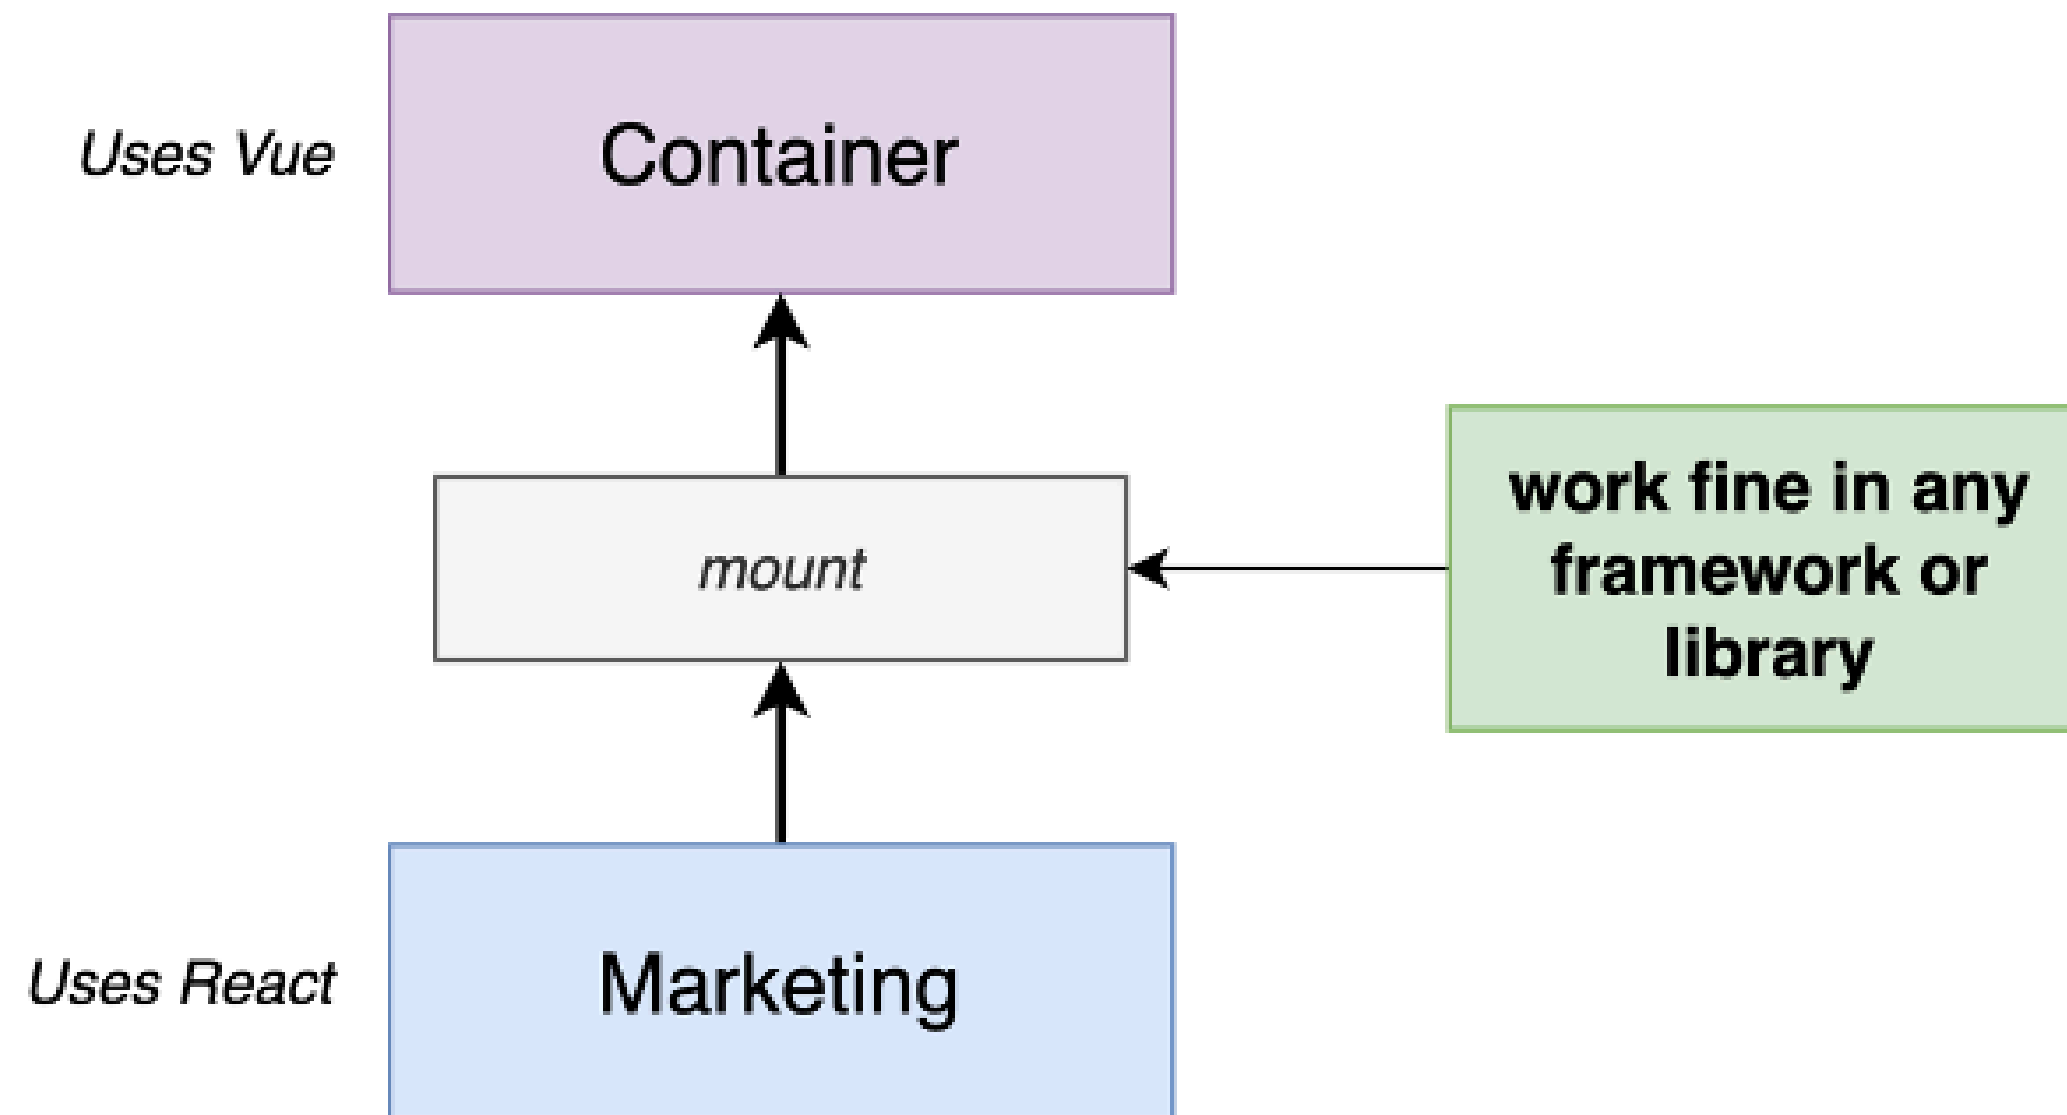 Uses Vue
Container
mount
work fine in any
framework or
library
Uses React
Marketing